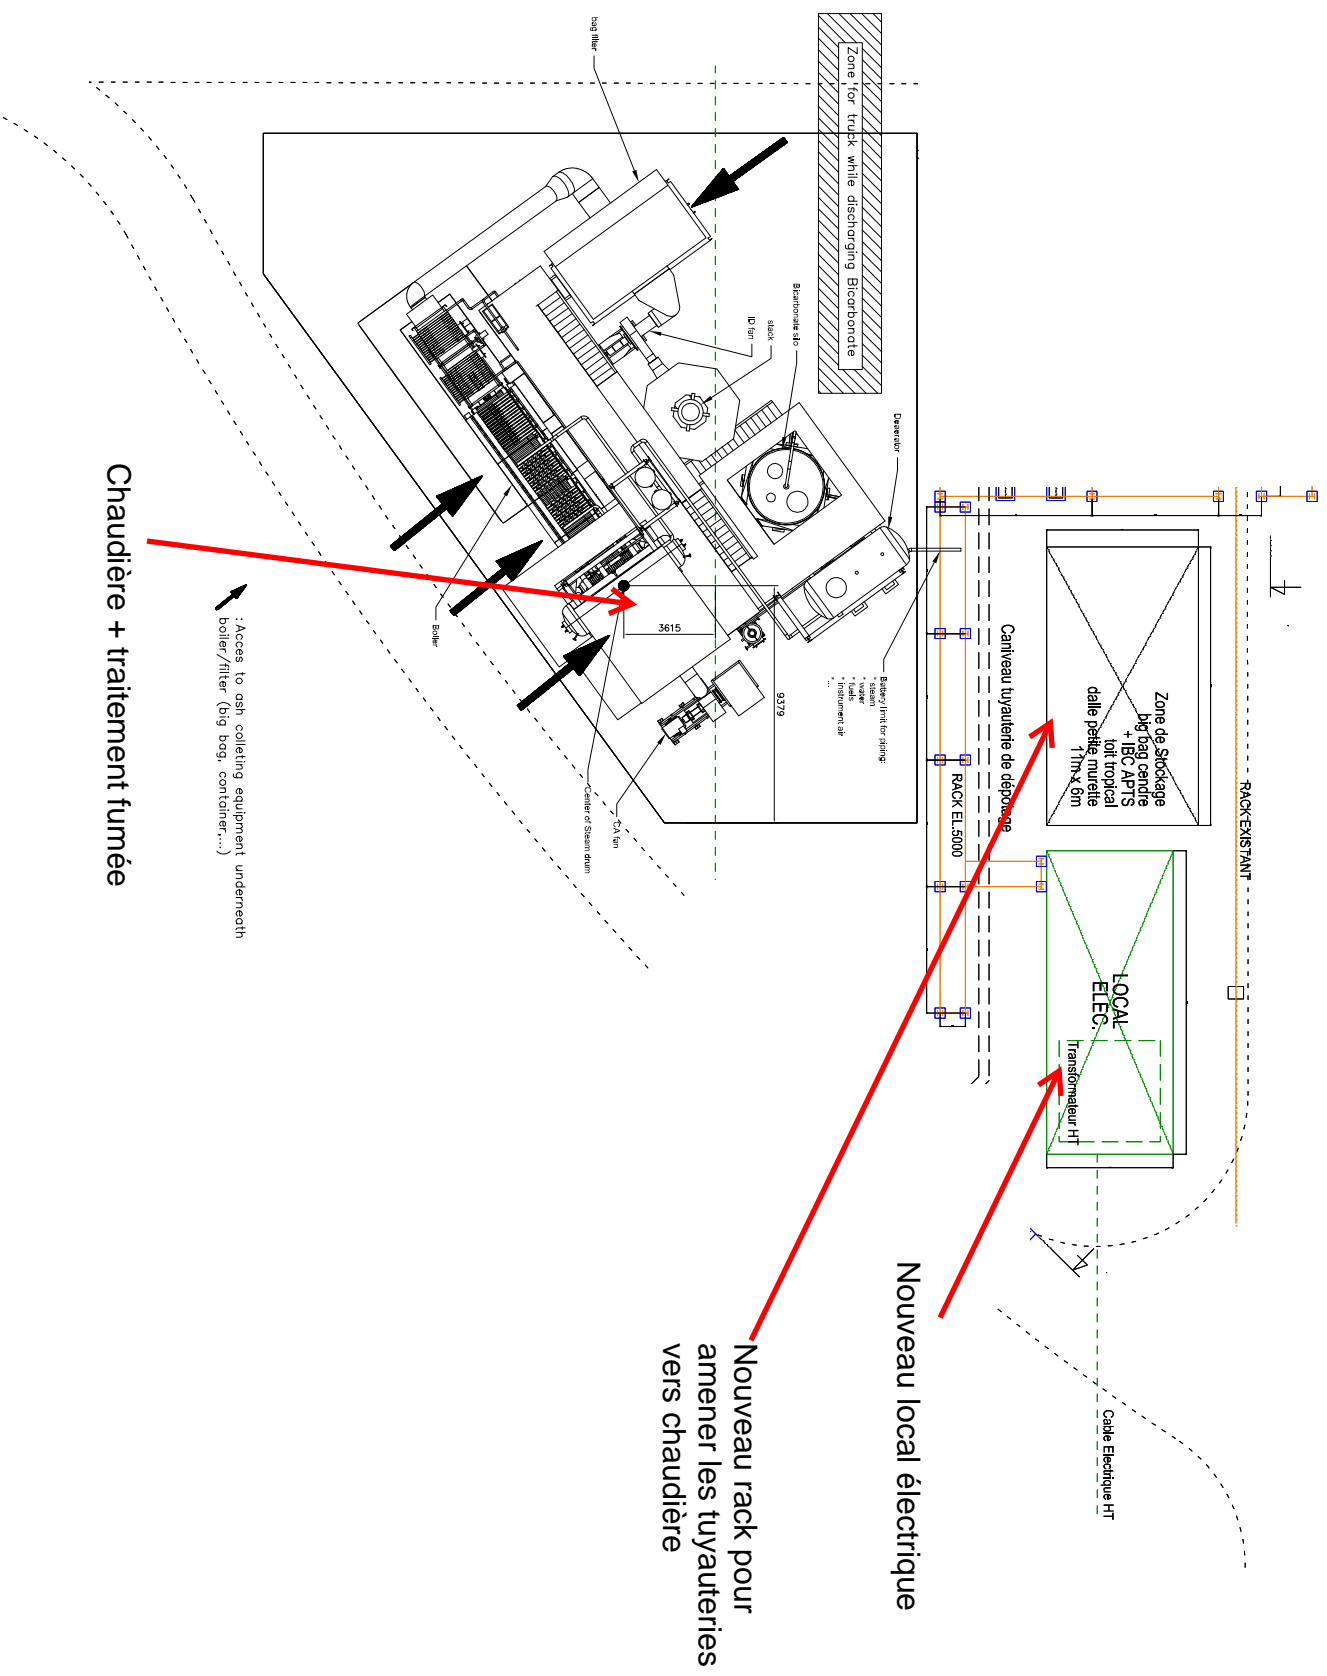 Zone for truck while discharging Bicarbonate
bag filter
Bicarbonate silo
stack
ID fan
Deaerator
Battery limit for piping:
* steam
* water
* fuels
* instrument air
* ...
Boiler
3615
9379
CA fan
Center of Steam drum
RACK EXISTANT
Zone de Stockage
big bag cendre
+ IBC APTS
toit tropical
dalle petite murette
11m x 6m
Caniveau tuyauterie de dépotage
RACK EL.5000
LOCAL
ELEC.
Transformateur HT
Cable Electrique HT
Nouveau local électrique
Nouveau rack pour
amener les tuyauteries
vers chaudière
: Acces to ash colleting equipment underneath
boiler/filter (big bag, container,...)
Chaudière + traitement fumée